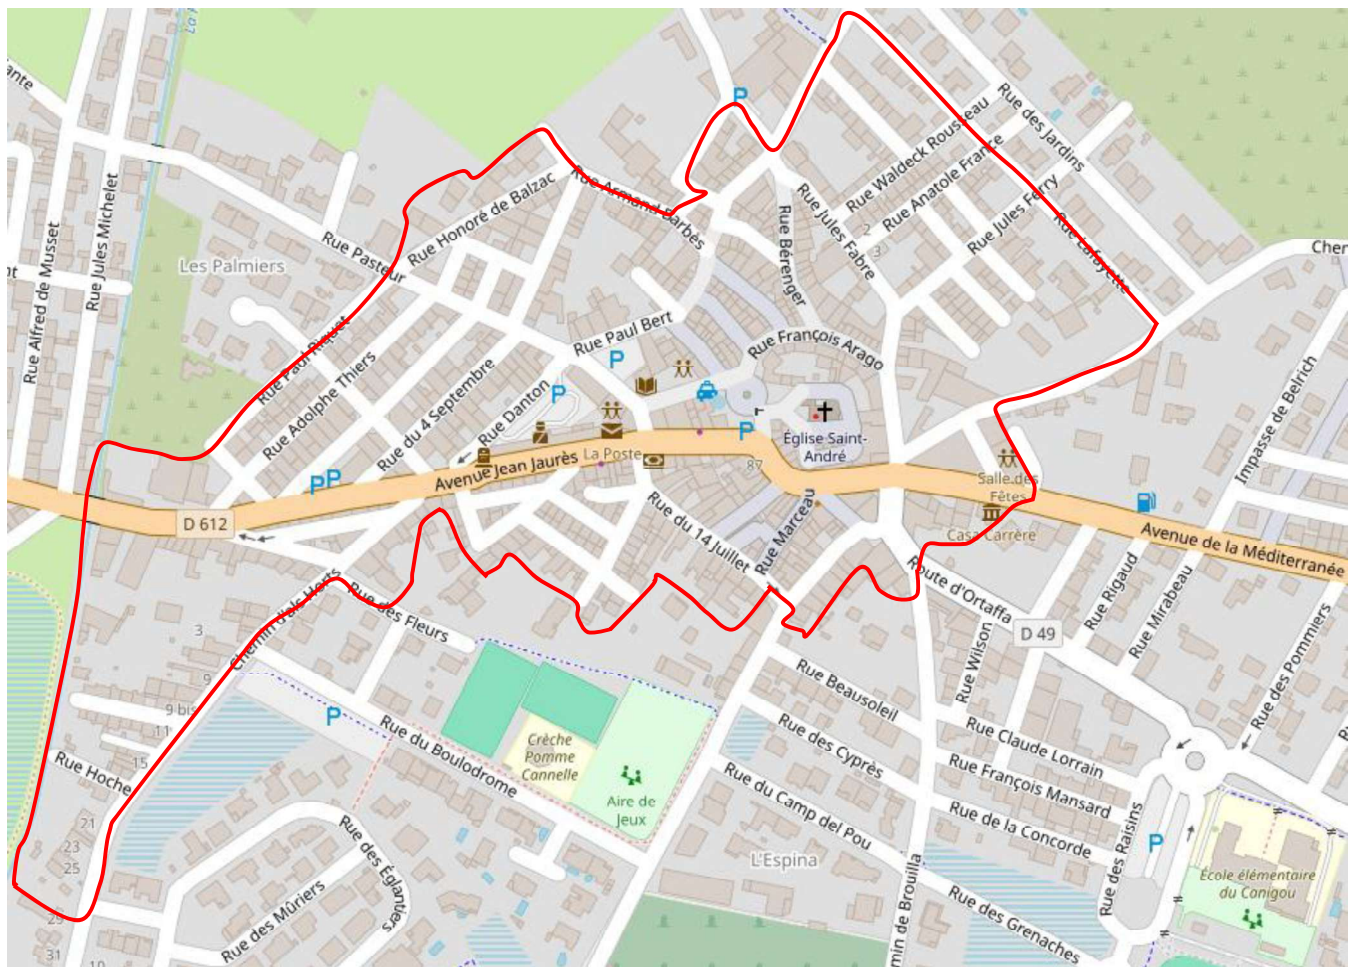 P
Rue des Jardins
Rue Waldeck Rousseau
Rue Anatole France
Rue Jules Ferry
Rue Lafayette
Rue Jules Fabre
Rue Bérenger
2
3
Rue Armand Barbès
Rue Honoré de Balzac
Rue Pasteur
Les Palmiers
Rue Jules Michelet
Rue Alfred de Musset
Rue Paul Riquet
Rue Adolphe Thiers
Rue du 4 Septembre
Rue Danton
Rue Paul Bert
Rue François Arago
P
P
P
Église Saint-
André
La Poste
87
Avenue Jean Jaurès
P P
D 612
Salle des
Fêtes
Casa Carrère
Impasse de Belrich
Avenue de la Méditerranée
Rue du 14 Juillet
Rue Marceau
Route d'Ortaffa
D 49
Rue Rigaud
Rue Mirabeau
Rue des Pommiers
Rue Wilson
Chemin dels Horts
Rue des Fleurs
3
9
9 bis
11
15
Rue Hoche
21
23
25
29
31
10
P
Rue du Boulodrome
Crèche
Pomme
Cannelle
Aire de
Jeux
Rue Beausoleil
Rue des Cyprès
Rue du Camp del Pou
Rue Claude Lorrain
Rue François Mansard
Rue de la Concorde
Rue des Raisins
P
L'Espina
Rue des Églantiers
Rue des Mûriers
Rue des Grenaches
École élémentaire
du Canigou